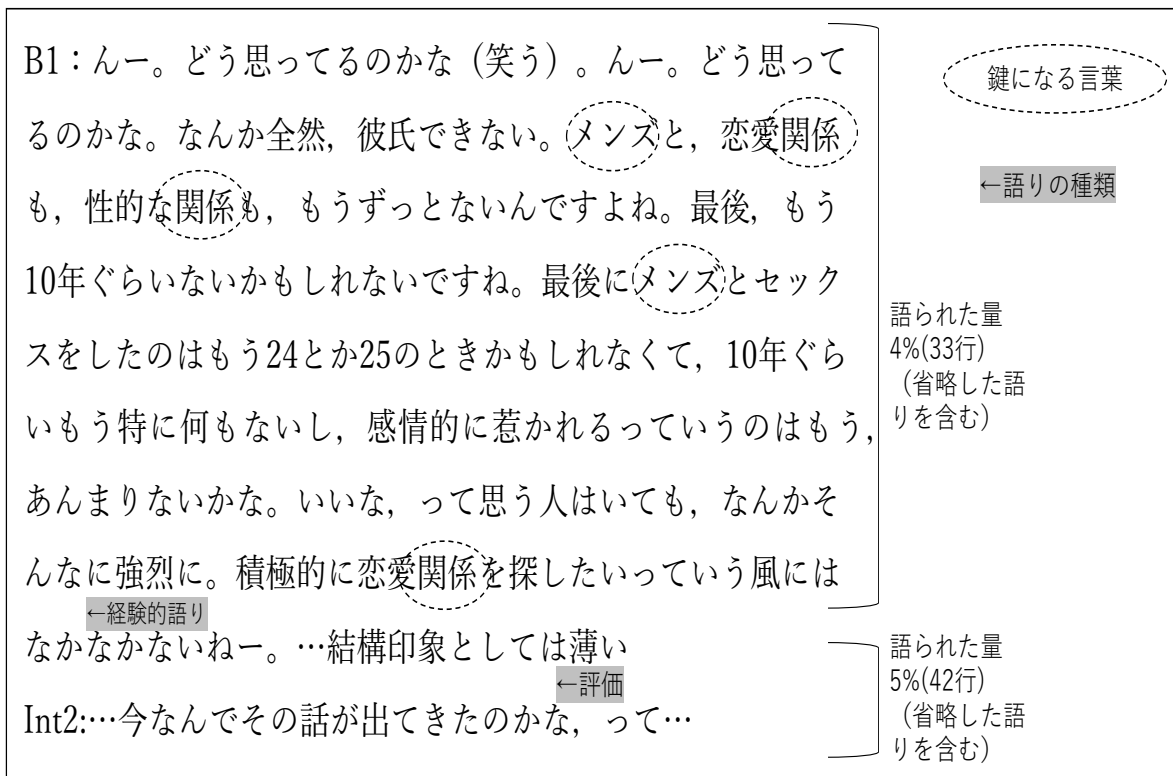 B1：んー。どう思ってるのかな（笑う）。んー。どう思って
るのかな。なんか全然，彼氏できない。メンズと，恋愛関係
も，性的な関係も，もうずっとないんですよね。最後，もう
10年ぐらいないかもしれないですね。最後にメンズとセック
スをしたのはもう24とか25のときかもしれなくて，10年ぐら
いもう特に何もないし，感情的に惹かれるっていうのはもう，
あんまりないかな。いいな，って思う人はいても，なんかそ
んなに強烈に。積極的に恋愛関係を探したいっていう風には
←経験的語り
なかなかないねー。…結構印象としては薄い
←評価
Int2:…今なんでその話が出てきたのかな，って…
鍵になる言葉
←語りの種類
語られた量
4%(33行)
（省略した語
りを含む）
語られた量
5%(42行)
（省略した語
りを含む）